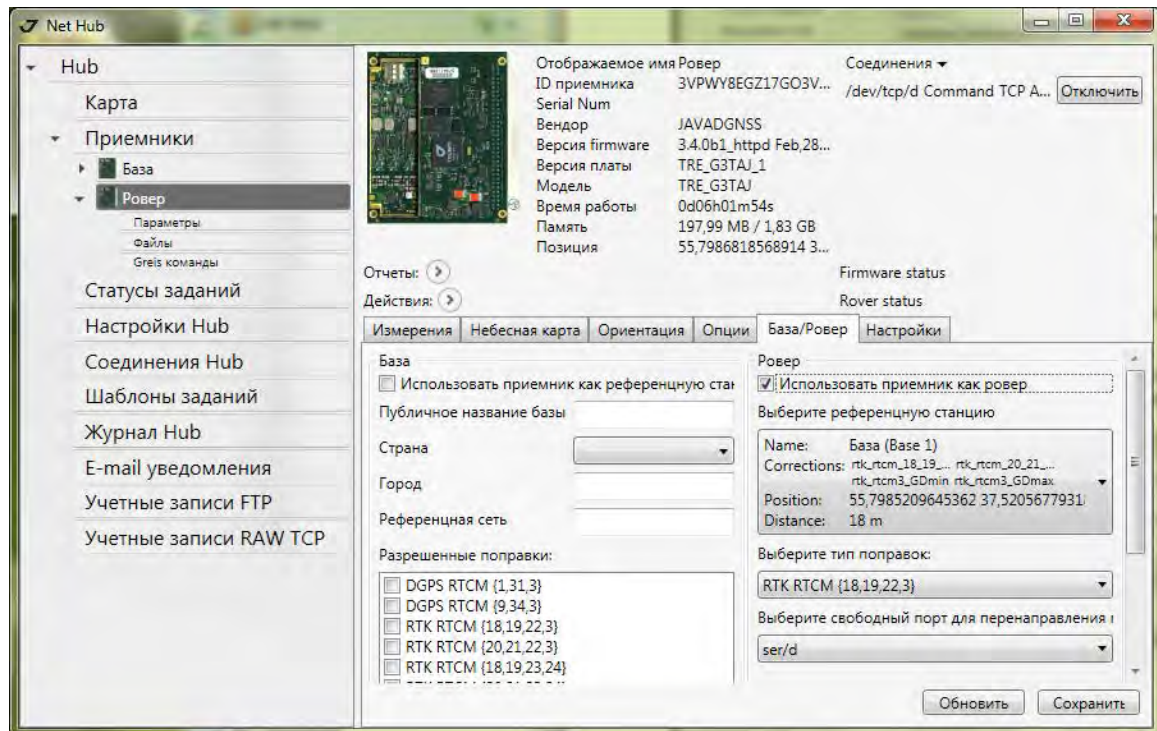 Net Hub
Hub
Карта
Приемники
База
Ровер
Параметры
Файлы
Greis команды
Статусы заданий
Настройки Hub
Соединения Hub
Шаблоны заданий
Журнал Hub
E-mail уведомления
Учетные записи FTP
Учетные записи RAW TCP
Отображаемое имя Ровер
ID приемника 3VPWY8EGZ17GO3V...
Serial Num
Вендор JAVADGNSS
Версия firmware 3.4.0b1_httpd Feb,28...
Версия платы TRE_G3TAJ_1
Модель TRE_G3TAJ
Время работы 0d06h01m54s
Память 197,99 MB / 1,83 GB
Позиция 55,7986818568914 3...
Соединения
/dev/tcp/d Command TCP A... Отключить
Отчеты:
Firmware status
Действия:
Rover status
Измерения Небесная карта Ориентация Опции База/Ровер Настройки
База
Использовать приемник как референцную стан
Публичное название базы
Страна
Город
Референцная сеть
Разрешенные поправки:
DGPS RTCM {1,31,3}
DGPS RTCM {9,34,3}
RTK RTCM {18,19,22,3}
RTK RTCM {20,21,22,3}
RTK RTCM {18,19,23,24}
Ровер
Использовать приемник как ровер
Выберите референцную станцию
Name: База (Base 1)
Corrections: rtk_rtcm_18_19_... rtk_rtcm_20_21_...
rtk_rtcm3_GDmin rtk_rtcm3_GDmax
Position: 55,7985209645362 37,5205677931
Distance: 18 m
Выберите тип поправок:
RTK RTCM {18,19,22,3}
Выберите свободный порт для перенаправления
ser/d
Обновить Сохранить